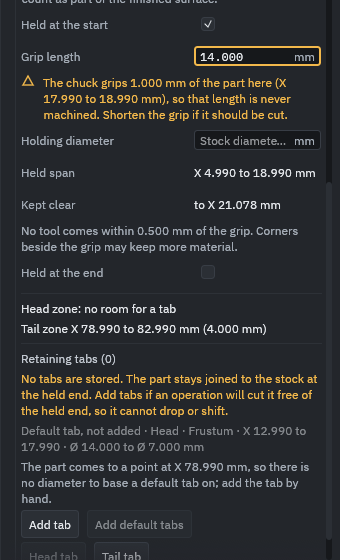 count as part of the finished surface.
Held at the start
Grip length 14.000 mm
The chuck grips 1.000 mm of the part here (X
17.990 to 18.990 mm), so that length is never
machined. Shorten the grip if it should be cut.
Holding diameter Stock diamete... mm
Held span X 4.990 to 18.990 mm
Kept clear to X 21.078 mm
No tool comes within 0.500 mm of the grip. Corners
beside the grip may keep more material.
Held at the end
Head zone: no room for a tab
Tail zone X 78.990 to 82.990 mm (4.000 mm)
Retaining tabs (0)
No tabs are stored. The part stays joined to the stock at
the held end. Add tabs if an operation will cut it free of
the held end, so it cannot drop or shift.
Default tab, not added · Head · Frustum · X 12.990 to
17.990 · Ø 14.000 to Ø 7.000 mm
The part comes to a point at X 78.990 mm, so there is
no diameter to base a default tab on; add the tab by
hand.
Add tab Add default tabs
Head tab Tail tab